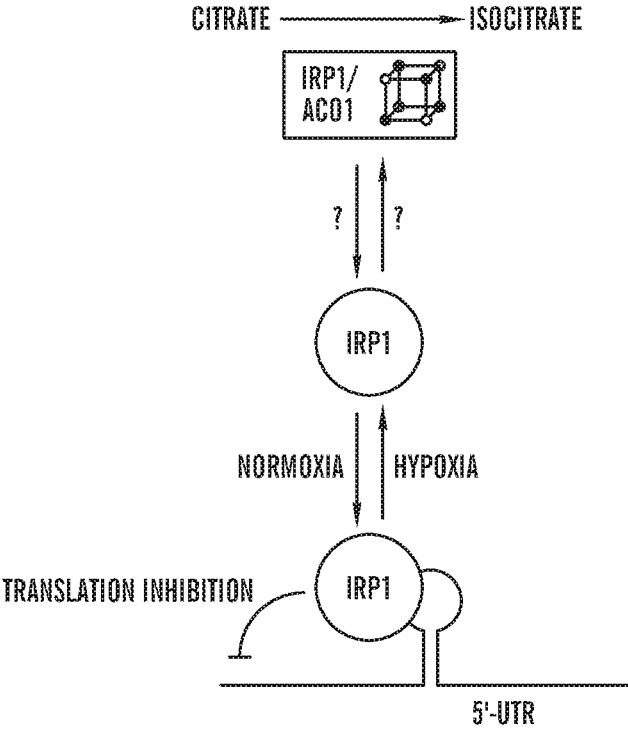 CITRATE ISOCITRATE
IRP1/
ACO1
? ?
IRP1
NORMOXIA HYPOXIA
IRP1
TRANSLATION INHIBITION
5'-UTR